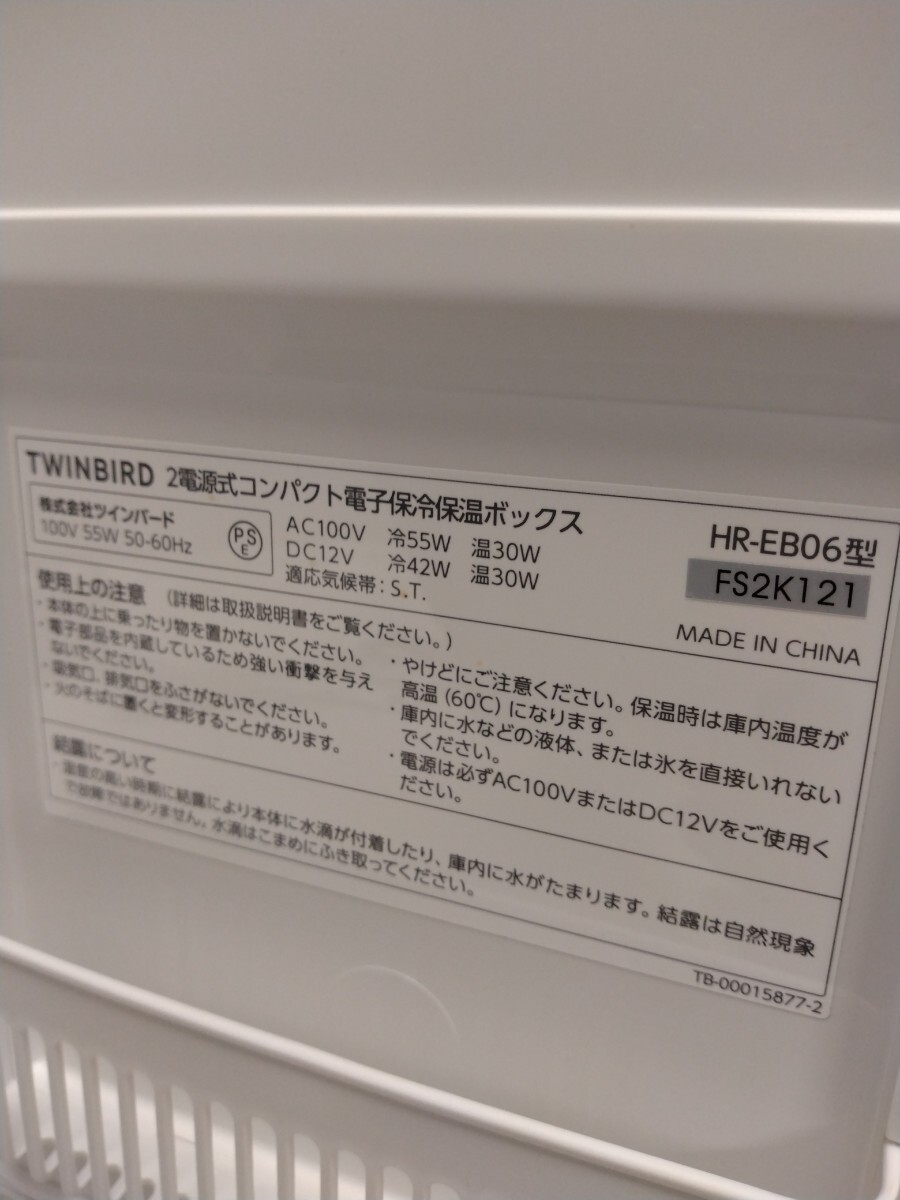 TWINBIRD 2電源式コンパクト電子保冷保温ボックス
株式会社ツインバード
100V 55W 50-60Hz
PS
E
AC100V 冷55W 温30W
DC12V 冷42W 温30W
適応気候帯：S.T.
HR-EB06型
FS2K121
MADE IN CHINA
使用上の注意 (詳細は取扱説明書をご覧ください。)
・本体の上に乗ったり物を置かないでください。
・電子部品を内蔵しているため強い衝撃を与え
ないでください。
・吸気口、排気口をふさがないでください。
・火のそばに置くと変形することがあります。
・やけどにご注意ください。保温時は庫内温度が
高温(60℃)になります。
・庫内に水などの液体、または氷を直接いれない
でください。
・電源は必ずAC100VまたはDC12Vをご使用く
ださい。
結露について
・湿度の高い時期に結露により本体に水滴が付着したり、庫内に水がたまります。結露は自然現象
で故障ではありません。水滴はこまめにふき取ってください。
TB-00015877-2